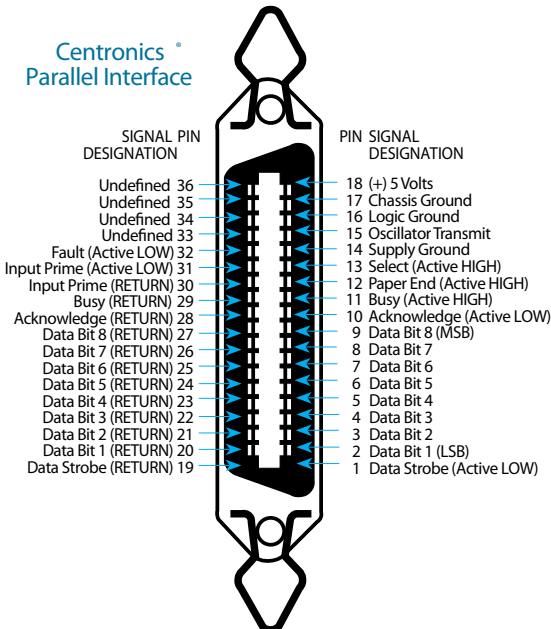 Centronics ®
Parallel Interface
SIGNAL PIN
DESIGNATION
Undefined 36
Undefined 35
Undefined 34
Undefined 33
Fault (Active LOW) 32
Input Prime (Active LOW) 31
Input Prime (RETURN) 30
Busy (RETURN) 29
Acknowledge (RETURN) 28
Data Bit 8 (RETURN) 27
Data Bit 7 (RETURN) 26
Data Bit 6 (RETURN) 25
Data Bit 5 (RETURN) 24
Data Bit 4 (RETURN) 23
Data Bit 3 (RETURN) 22
Data Bit 2 (RETURN) 21
Data Bit 1 (RETURN) 20
Data Strobe (RETURN) 19
PIN SIGNAL
DESIGNATION
18 (+) 5 Volts
17 Chassis Ground
16 Logic Ground
15 Oscillator Transmit
14 Supply Ground
13 Select (Active HIGH)
12 Paper End (Active HIGH)
11 Busy (Active HIGH)
10 Acknowledge (Active LOW)
9 Data Bit 8 (MSB)
8 Data Bit 7
7 Data Bit 6
6 Data Bit 5
5 Data Bit 4
4 Data Bit 3
3 Data Bit 2
2 Data Bit 1 (LSB)
1 Data Strobe (Active LOW)